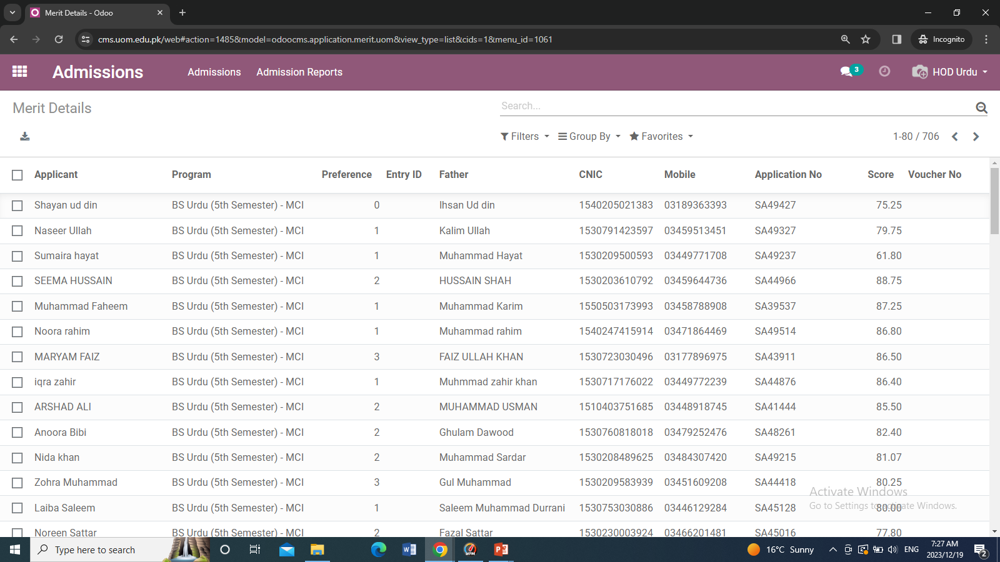 Merit Details - Odoo
cms.uom.edu.pk/web#action=1485&model=odoocms.application.merit.uom&view_type=list&cids=1&menu_id=1061
Incognito
Admissions Admissions Admission Reports 3 HOD Urdu
Merit Details Search...
Filters Group By Favorites 1-80 / 706
Applicant Program Preference Entry ID Father CNIC Mobile Application No Score Voucher No
Shayan ud din BS Urdu (5th Semester) - MCI 0 Ihsan Ud din 1540205021383 03189363393 SA49427 75.25
Naseer Ullah BS Urdu (5th Semester) - MCI 1 Kalim Ullah 1530791423597 03459513451 SA49327 79.75
Sumaira hayat BS Urdu (5th Semester) - MCI 1 Muhammad Hayat 1530209500593 03449771708 SA49237 61.80
SEEMA HUSSAIN BS Urdu (5th Semester) - MCI 2 HUSSAIN SHAH 1530203610792 03459644736 SA44966 88.75
Muhammad Faheem BS Urdu (5th Semester) - MCI 1 Muhammad Karim 1550503173993 03458788908 SA39537 87.25
Noora rahim BS Urdu (5th Semester) - MCI 1 Muhammad rahim 1540247415914 03471864469 SA49514 86.80
MARYAM FAIZ BS Urdu (5th Semester) - MCI 3 FAIZ ULLAH KHAN 1530723030496 03177896975 SA43911 86.50
iqra zahir BS Urdu (5th Semester) - MCI 1 Muhmmad zahir khan 1530717176022 03449772239 SA44876 86.40
ARSHAD ALI BS Urdu (5th Semester) - MCI 2 MUHAMMAD USMAN 1510403751685 03448918745 SA41444 85.50
Anoora Bibi BS Urdu (5th Semester) - MCI 2 Ghulam Dawood 1530760818018 03479252476 SA48261 82.40
Nida khan BS Urdu (5th Semester) - MCI 2 Muhammad Sardar 1530208489625 03484307420 SA49215 81.07
Zohra Muhammad BS Urdu (5th Semester) - MCI 3 Gul Muhammad 1530209583939 03451609208 SA44418 80.25
Activate Windows
Laiba Saleem BS Urdu (5th Semester) - MCI 1 Saleem Muhammad Durrani 1530753030886 03446129284 SA45128 80.00
Go to Settings to activate Windows.
Noreen Sattar BS Urdu (5th Semester) - MCI 2 Fazal Sattar 1530230003924 03466201481 SA45016 77.80
Type here to search 16°C Sunny ENG 7:27 AM
2023/12/19 2